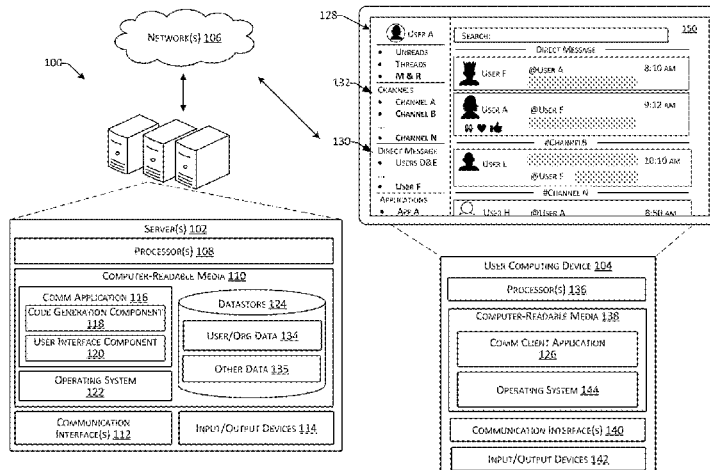 NETWORK(S) 106
100
SERVER(S) 102
PROCESSOR(S) 108
COMPUTER-READABLE MEDIA 110
COMM APPLICATION 116
CODE GENERATION COMPONENT
118
USER INTERFACE COMPONENT
120
OPERATING SYSTEM
122
DATASTORE 124
USER/ORG DATA 134
OTHER DATA 135
COMMUNICATION
INTERFACE(S) 112
INPUT/OUTPUT DEVICES 114
128
132
130
150
USER A
UNREADS
THREADS
M & R
CHANNELS
CHANNEL A
CHANNEL B
...
CHANNEL N
DIRECT MESSAGE
USERS D&E
...
USER F
APPLICATIONS
APP A
SEARCH:
DIRECT MESSAGE
USER F @USER A 8:10 AM
USER A @USER F 9:12 AM
#CHANNEL B
USER E 10:10 AM
@USER F
#CHANNEL N
USER H @USER A 8:50 AM
USER COMPUTING DEVICE 104
PROCESSOR(S) 136
COMPUTER-READABLE MEDIA 138
COMM CLIENT APPLICATION
126
OPERATING SYSTEM 144
COMMUNICATION INTERFACE(S) 140
INPUT/OUTPUT DEVICES 142